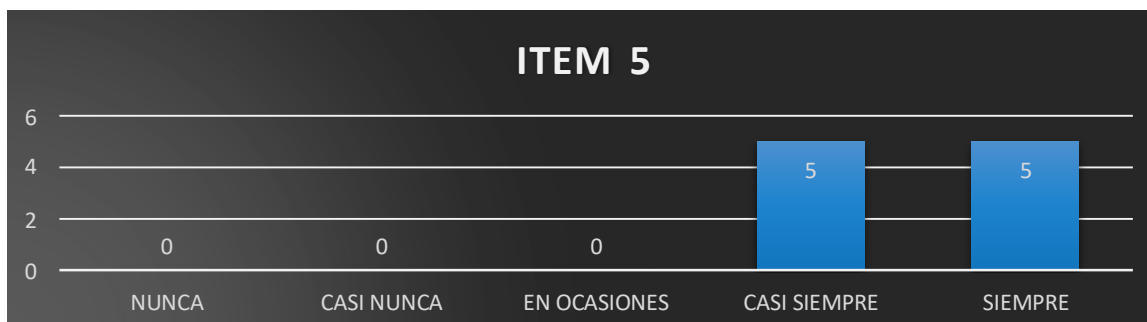 ITEM 5
6
4
2
0
0
0
0
5
5
NUNCA
CASI NUNCA
EN OCASIONES
CASI SIEMPRE
SIEMPRE